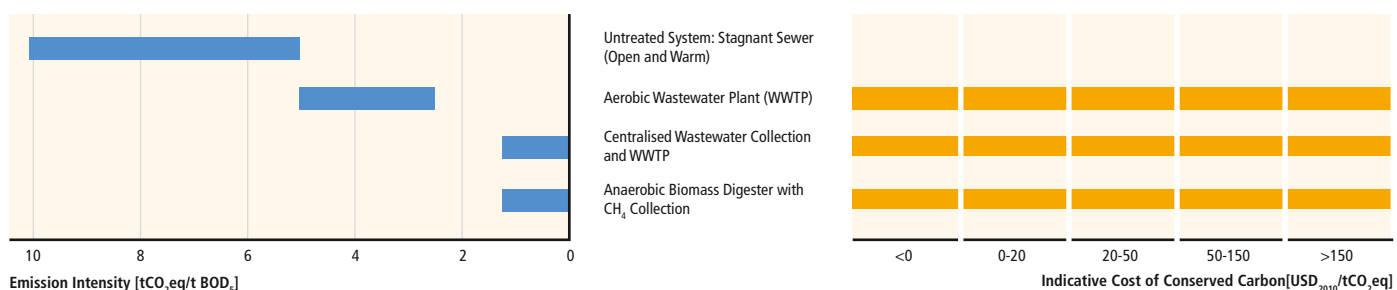 Untreated System: Stagnant Sewer
(Open and Warm)
Aerobic Wastewater Plant (WWTP)
Centralised Wastewater Collection
and WWTP
Anaerobic Biomass Digester with
CH₄ Collection
10 8 6 4 2 0
Emission Intensity [tCO₂eq/t BOD₅]
<0 0-20 20-50 50-150 >150
Indicative Cost of Conserved Carbon[USD₂₀₁₀/tCO₂eq]